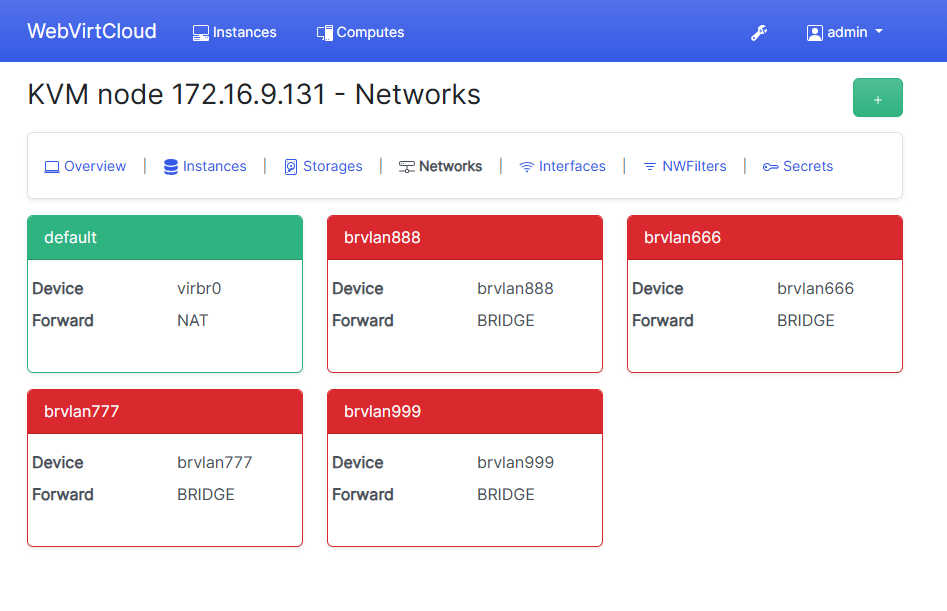 WebVirtCloud Instances Computes admin
KVM node 172.16.9.131 - Networks
+
Overview | Instances | Storages | Networks | Interfaces | NWFilters | Secrets
default
Device virbr0
Forward NAT
brvlan888
Device brvlan888
Forward BRIDGE
brvlan666
Device brvlan666
Forward BRIDGE
brvlan777
Device brvlan777
Forward BRIDGE
brvlan999
Device brvlan999
Forward BRIDGE